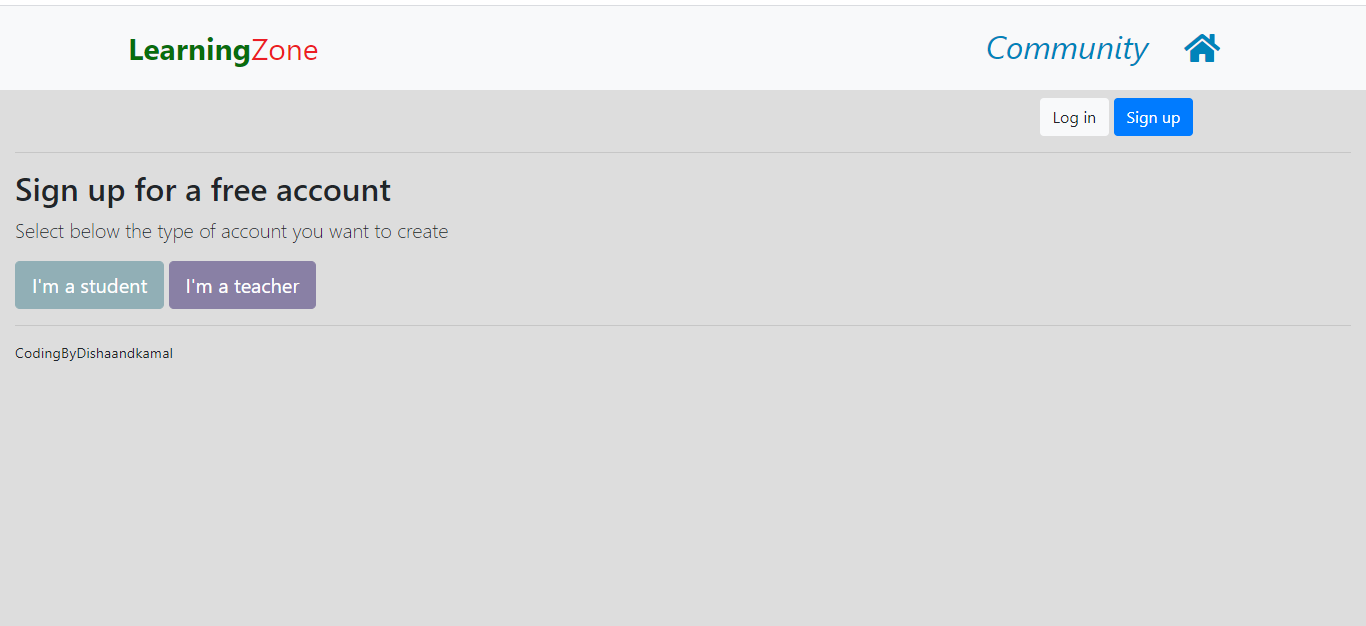 LearningZone
Community
Log in Sign up
Sign up for a free account
Select below the type of account you want to create
I'm a student I'm a teacher
CodingByDishaandkamal